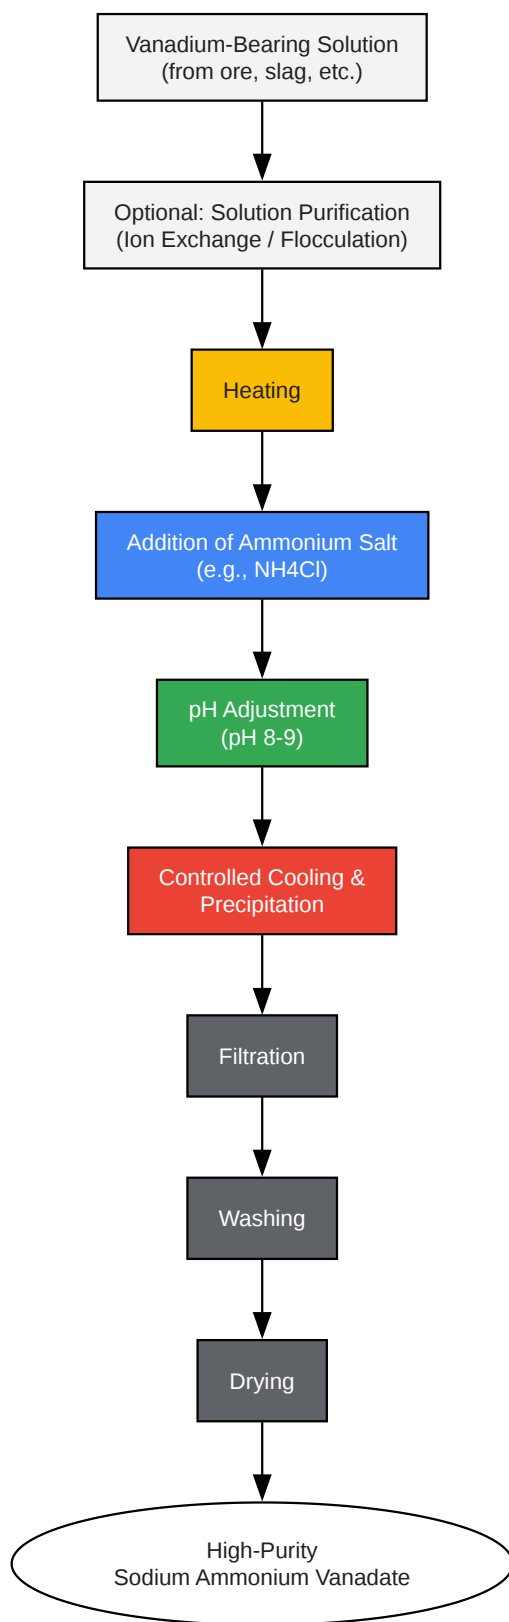 Vanadium-Bearing Solution
(from ore, slag, etc.)
Optional: Solution Purification
(Ion Exchange / Flocculation)
Heating
Addition of Ammonium Salt
(e.g., NH4Cl)
pH Adjustment
(pH 8-9)
Controlled Cooling &
Precipitation
Filtration
Washing
Drying
High-Purity
Sodium Ammonium Vanadate